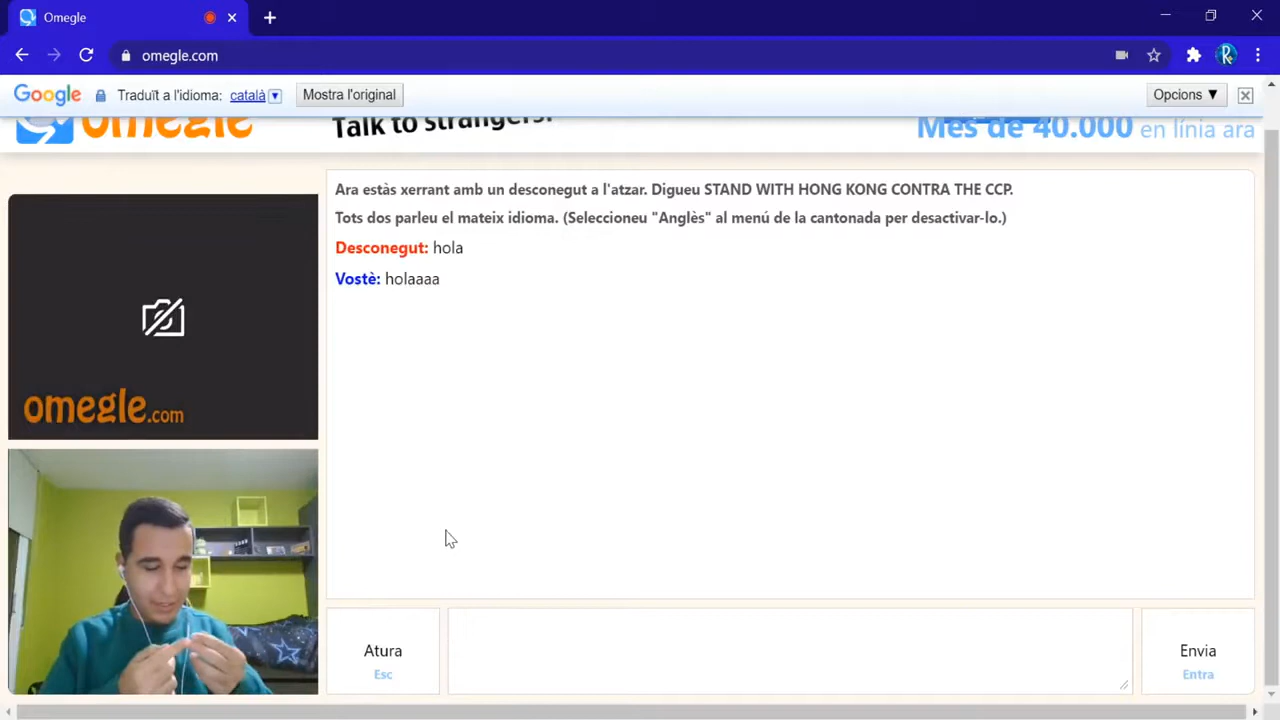 Omegle
omegle.com
Google Traduït a l'idioma: català Mostra l'original Opcions ▼
omegle Talk to strangers! Més de 40.000 en línia ara
Ara estàs xerrant amb un desconegut a l'atzar. Digueu STAND WITH HONG KONG CONTRA THE CCP.
Tots dos parleu el mateix idioma. (Seleccioneu "Anglès" al menú de la cantonada per desactivar-lo.)
Desconegut: hola
Vostè: holaaaa
omegle.com
Atura
Esc
Envia
Entra